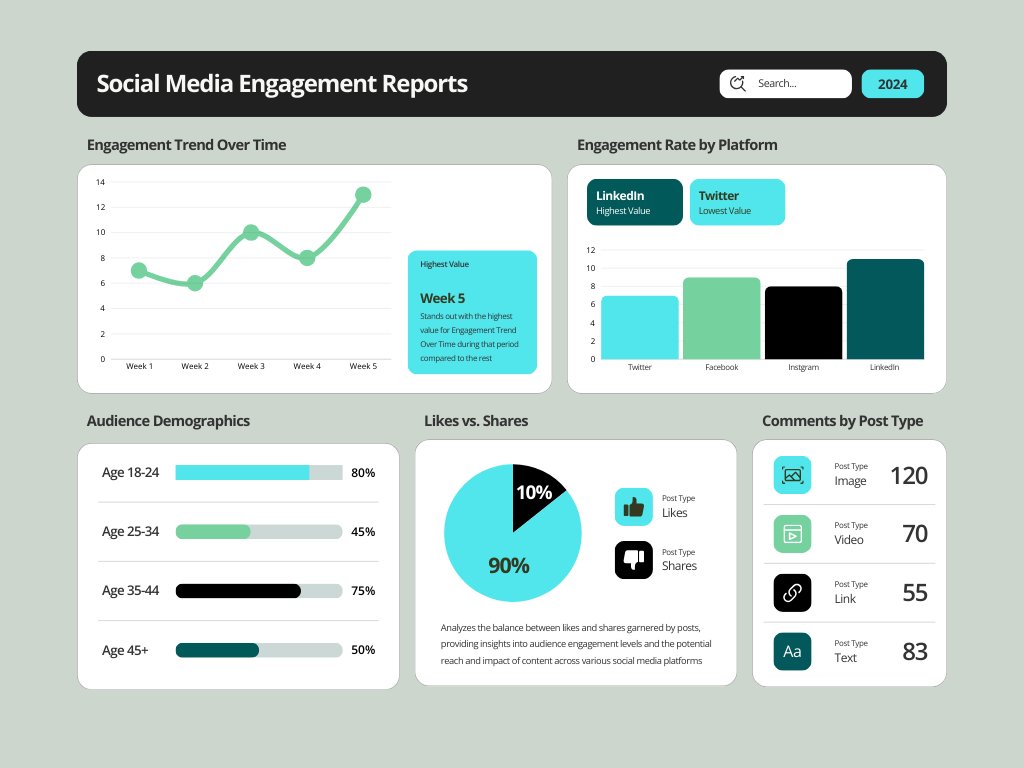 Social Media Engagement Reports
Search...
2024
Engagement Trend Over Time
14
12
10
8
6
4
2
0
Week 1
Week 2
Week 3
Week 4
Week 5
Highest Value
Week 5
Stands out with the highest
value for Engagement Trend
Over Time during that period
compared to the rest
Engagement Rate by Platform
LinkedIn
Highest Value
Twitter
Lowest Value
12
10
8
6
4
2
0
Twitter
Facebook
Instgram
LinkedIn
Audience Demographics
Age 18-24
80%
Age 25-34
45%
Age 35-44
75%
Age 45+
50%
Likes vs. Shares
10%
90%
Post Type
Likes
Post Type
Shares
Analyzes the balance between likes and shares garnered by posts,
providing insights into audience engagement levels and the potential
reach and impact of content across various social media platforms
Comments by Post Type
Post Type
Image
120
Post Type
Video
70
Post Type
Link
55
Aa
Post Type
Text
83